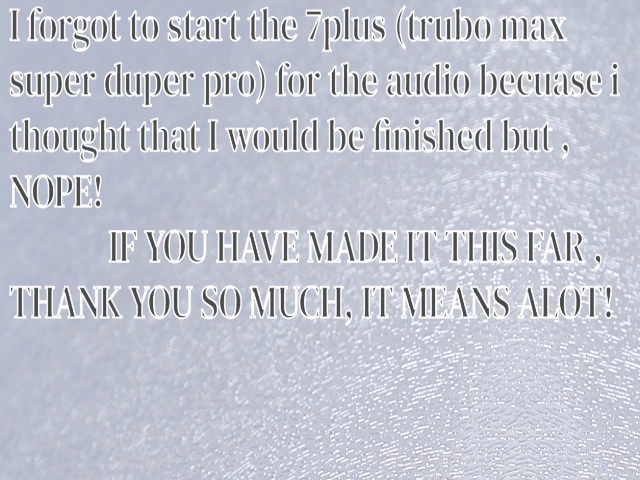 I forgot to start the 7plus (trubo max
super duper pro) for the audio becuase i
thought that I would be finished but ,
NOPE!
IF YOU HAVE MADE IT THIS FAR ,
THANK YOU SO MUCH, IT MEANS ALOT!